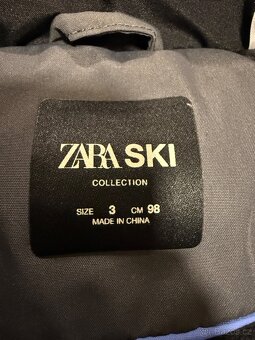 ZARA SKI
COLLECTION
SIZE 3 CM 98
MADE IN CHINA